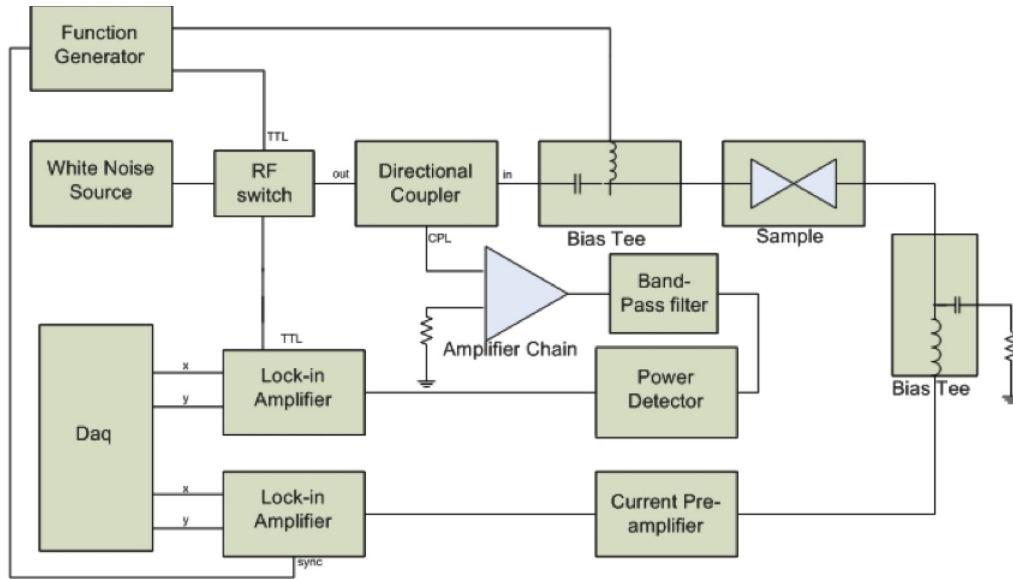 Function
Generator
TTL
White Noise
Source
RF
switch
out
Directional
Coupler
in
Bias Tee
Sample
CPL
Band-
Pass filter
Amplifier Chain
Bias Tee
TTL
x
y
Lock-in
Amplifier
Power
Detector
Daq
x
y
Lock-in
Amplifier
Current Pre-
amplifier
sync